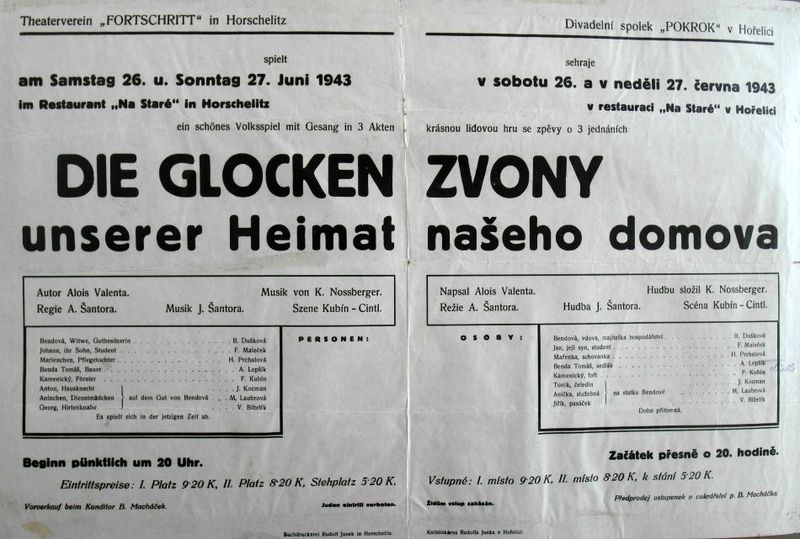 Theaterverein „FORTSCHRITT“ in Horschelitz
spielt
am Samstag 26. u. Sonntag 27. Juni 1943
im Restaurant „Na Staré“ in Horschelitz
ein schönes Volksspiel mit Gesang in 3 Akten
DIE GLOCKEN
unserer Heimat
Autor Alois Valenta. Musik von K. Nossberger.
Regie A. Šantora. Musik J. Šantora. Szene Kubín - Cintl.
PERSONEN:
Bendová, Witwe, Gutbesitzerin B. Dušková
Johann, ihr Sohn, Student F. Maleček
Marienchen, Pflegetochter H. Prchalová
Benda Tomáš, Bauer A. Lepšík
Kamenický, Förster F. Kubín
Anton, Hausknecht J. Kocman
Aninchen, Dienstmädchen auf dem Gut von Bendová M. Laubrová
Georg, Hirtenknabe V. Bibrlík
Es spielt sich in der jetzigen Zeit ab.
Beginn pünktlich um 20 Uhr.
Eintrittspreise: I. Platz 9·20 K, II. Platz 8·20 K, Stehplatz 5·20 K.
Vorverkauf beim Konditor B. Macháček. Juden eintritt verboten.
Buchdruckerei Rudolf Junek in Horschelitz.
Divadelní spolek „POKROK“ v Hořelici
sehraje
v sobotu 26. a v neděli 27. června 1943
v restauraci „Na Staré“ v Hořelici
krásnou lidovou hru se zpěvy o 3 jednáních
ZVONY
našeho domova
Napsal Alois Valenta. Hudbu složil K. Nossberger.
Režie A. Šantora. Hudba J. Šantora. Scéna Kubín - Cintl.
OSOBY:
Bendová, vdova, majitelka hospodářství B. Dušková
Jan, její syn, student F. Maleček
Mařenka, schovanka H. Prchalová
Benda Tomáš, sedlák A. Lepšík
Kamenický, fořt F. Kubín
Toník, čeledín J. Kocman
Anička, služebná na statku Bendové M. Laubrová
Jiřík, pasáček V. Bibrlík
Doba přítomná.
Začátek přesně o 20. hodině.
Vstupné: I. místo 9·20 K, II. místo 8·20 K, k stání 5·20 K.
Židům vstup zakázán. Předprodej vstupenek v cukrářství p. B. Macháčka.
Knihtiskárna Rudolfa Junka v Hořelici.